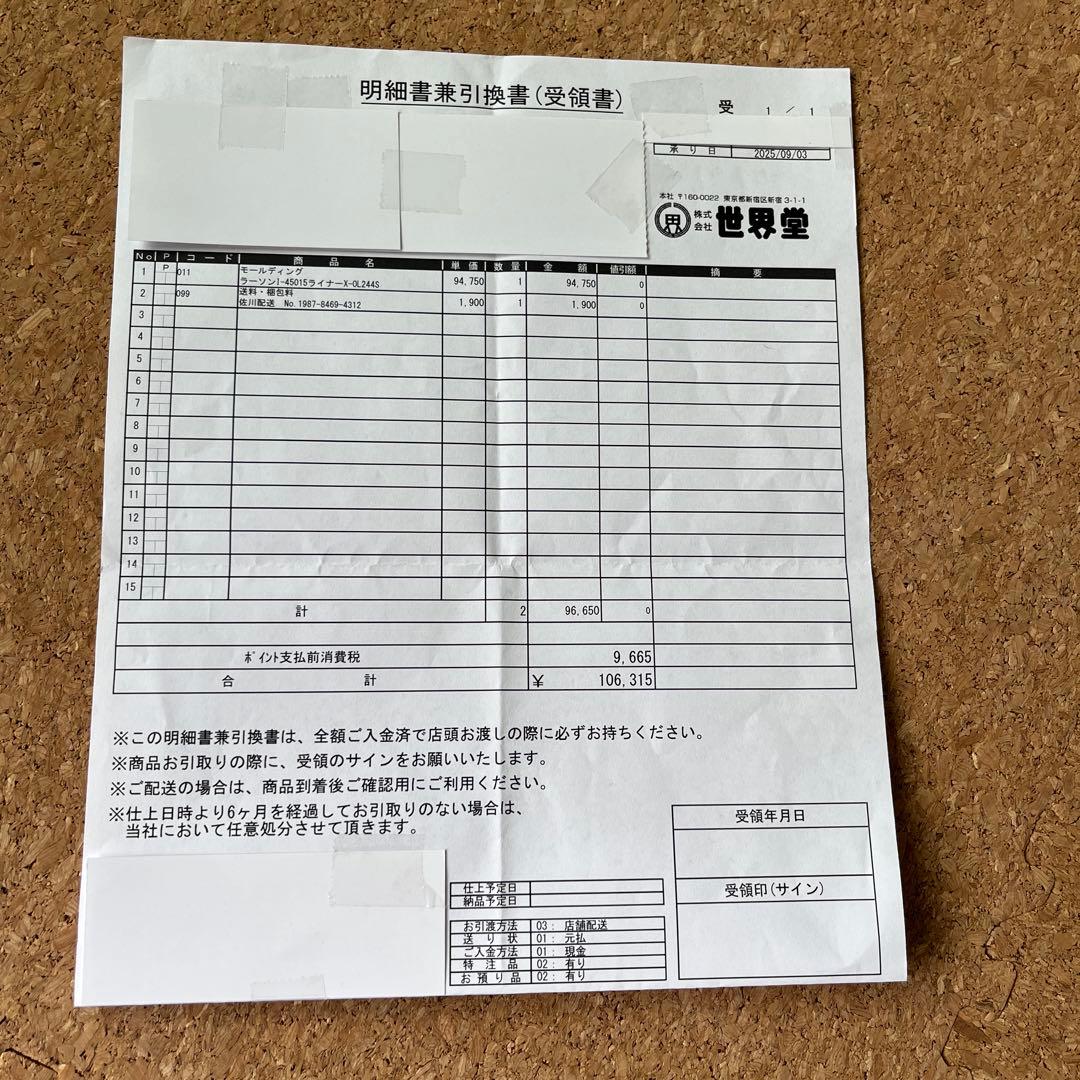 明細書兼引換書(受領書)
受 1 / 1
承り日 2025/09/03
本社 〒160-0022 東京都新宿区新宿3-1-1
株式会社 世界堂
No P コード 商品名 単価 数量 金額 値引額 摘要
1 P 011 モールディング 94,750 1 94,750 0
ラーソンI-45015ライナーX-OL244S
2 099 送料・梱包料 1,900 1 1,900 0
佐川配送 No.1987-8469-4312
3
4
5
6
7
8
9
10
11
12
13
14
15
計 2 96,650 0
ポイント支払前消費税 9,665
合計 ¥ 106,315
※この明細書兼引換書は、全額ご入金済で店頭お渡しの際に必ずお持ちください。
※商品お引取りの際に、受領のサインをお願いいたします。
※ご配送の場合は、商品到着後ご確認用にご利用ください。
※仕上日時より6ヶ月を経過してお引取りのない場合は、
当社において任意処分させて頂きます。
受領年月日
受領印(サイン)
仕上予定日
納品予定日
お引渡方法 03: 店舗配送
送り状 01: 元払
ご入金方法 01: 現金
特注品 02: 有り
お預り品 02: 有り